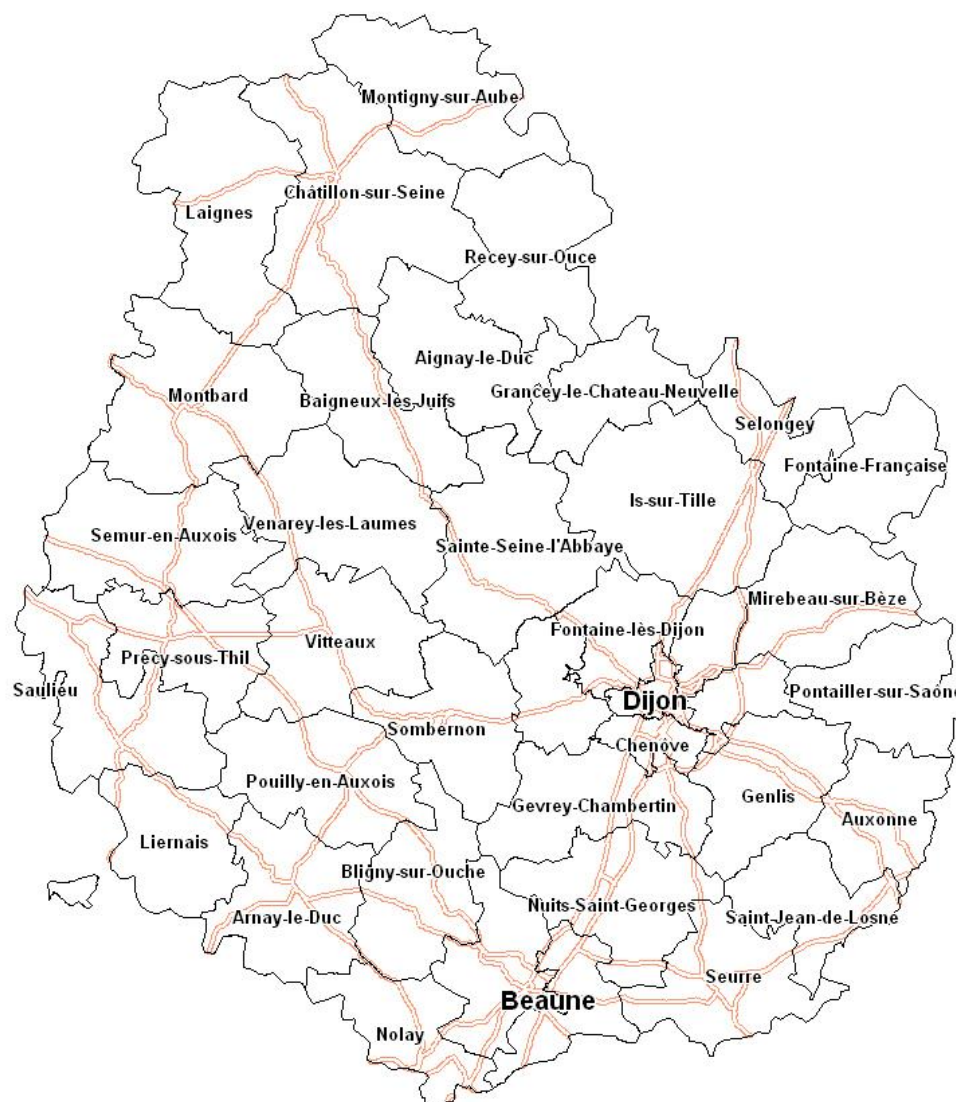 Montigny-sur-Aube
Châtillon-sur-Seine
Laignes
Recey-sur-Ouce
Aignay-le-Duc
Grancey-le-Chateau-Neuvelle
Montbard
Baigneux-les-Juifs
Selongey
Fontaine-Française
Is-sur-Tille
Venarey-les-Laumes
Semur-en-Auxois
Sainte-Seine-l'Abbaye
Mirebeau-sur-Bèze
Fontaine-lès-Dijon
Vitteaux
Précy-sous-Thil
Saulieu
Pontailler-sur-Saône
Dijon
Sombernon
Chenôve
Pouilly-en-Auxois
Genlis
Gevrey-Chambertin
Auxonne
Liernais
Bligny-sur-Ouche
Nuits-Saint-Georges
Arnay-le-Duc
Saint-Jean-de-Losne
Seurre
Beaune
Nolay